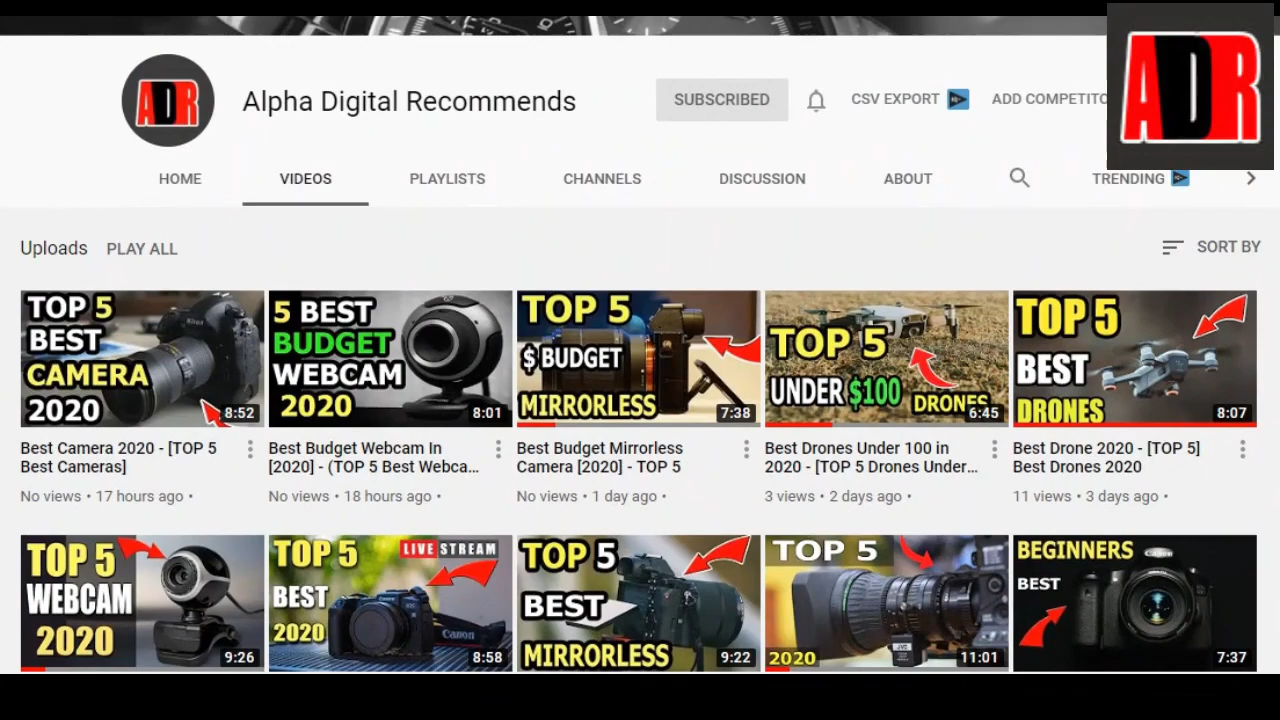 ADR
ADR
Alpha Digital Recommends
SUBSCRIBED
CSV EXPORT
ADD COMPETITO
HOME
VIDEOS
PLAYLISTS
CHANNELS
DISCUSSION
ABOUT
TRENDING
Uploads
PLAY ALL
SORT BY
TOP 5
BEST
CAMERA
2020
8:52
5 BEST
BUDGET
WEBCAM
2020
8:01
TOP 5
$ BUDGET
MIRRORLESS
7:38
TOP 5
UNDER $100
DRONES
6:45
TOP 5
BEST
DRONES
8:07
Best Camera 2020 - [TOP 5
Best Cameras]
No views • 17 hours ago •
Best Budget Webcam In
[2020] - (TOP 5 Best Webca...
No views • 18 hours ago •
Best Budget Mirrorless
Camera [2020] - TOP 5
No views • 1 day ago •
Best Drones Under 100 in
2020 - [TOP 5 Drones Under...
3 views • 2 days ago •
Best Drone 2020 - [TOP 5]
Best Drones 2020
11 views • 3 days ago •
TOP 5
WEBCAM
2020
9:26
TOP 5
LIVE STREAM
BEST
2020
Canon
8:58
TOP 5
BEST
MIRRORLESS
9:22
TOP 5
JVC
2020
11:01
BEGINNERS
BEST
Canon
7:37